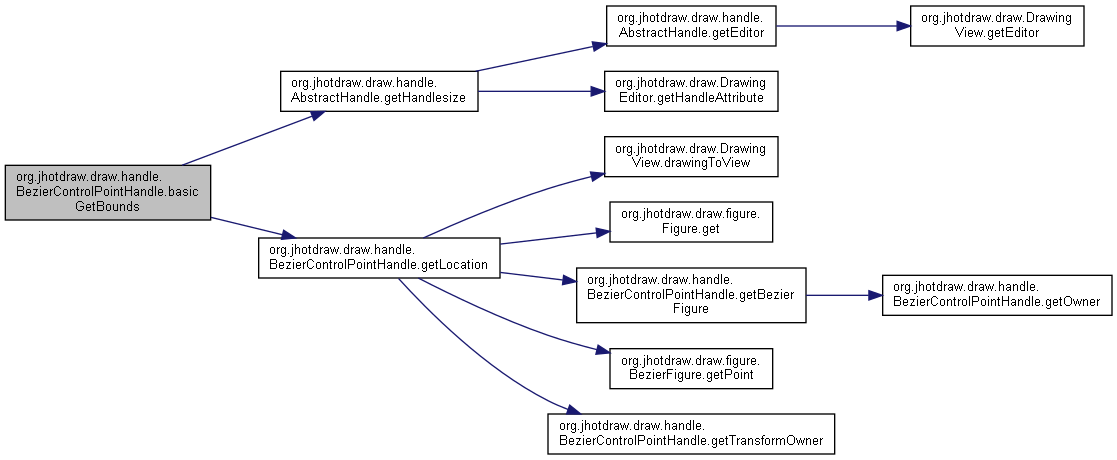 org.jhotdraw.draw.handle.
BezierControlPointHandle.basic
GetBounds
org.jhotdraw.draw.handle.
AbstractHandle.getHandlesize
org.jhotdraw.draw.handle.
AbstractHandle.getEditor
org.jhotdraw.draw.Drawing
View.getEditor
org.jhotdraw.draw.Drawing
Editor.getHandleAttribute
org.jhotdraw.draw.handle.
BezierControlPointHandle.getLocation
org.jhotdraw.draw.Drawing
View.drawingToView
org.jhotdraw.draw.figure.
Figure.get
org.jhotdraw.draw.handle.
BezierControlPointHandle.getBezier
Figure
org.jhotdraw.draw.handle.
BezierControlPointHandle.getOwner
org.jhotdraw.draw.figure.
BezierFigure.getPoint
org.jhotdraw.draw.handle.
BezierControlPointHandle.getTransformOwner